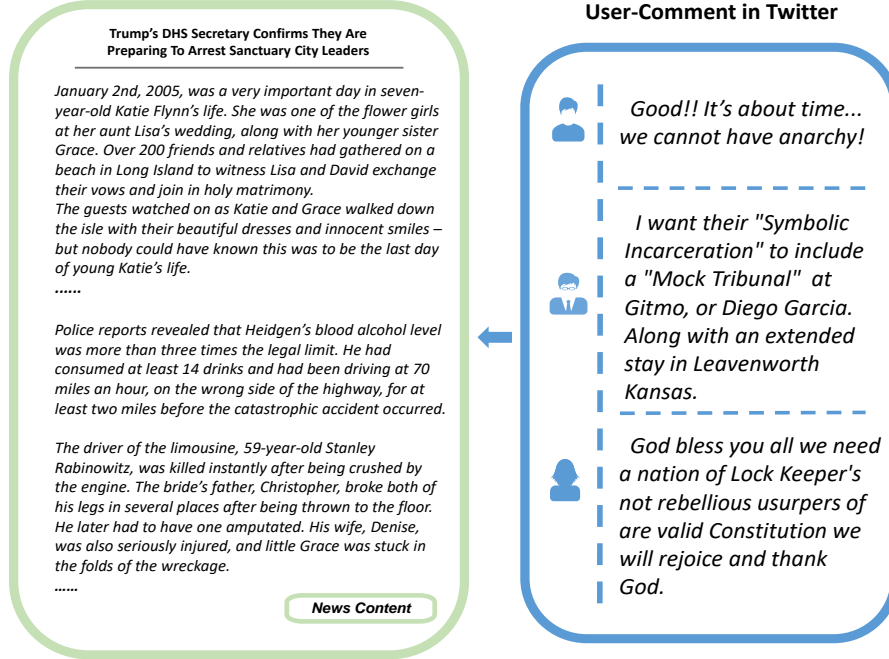 Trump's DHS Secretary Confirms They Are
Preparing To Arrest Sanctuary City Leaders
January 2nd, 2005, was a very important day in seven-
year-old Katie Flynn's life. She was one of the flower girls
at her aunt Lisa's wedding, along with her younger sister
Grace. Over 200 friends and relatives had gathered on a
beach in Long Island to witness Lisa and David exchange
their vows and join in holy matrimony.
The guests watched on as Katie and Grace walked down
the isle with their beautiful dresses and innocent smiles –
but nobody could have known this was to be the last day
of young Katie's life.
......
Police reports revealed that Heidgen's blood alcohol level
was more than three times the legal limit. He had
consumed at least 14 drinks and had been driving at 70
miles an hour, on the wrong side of the highway, for at
least two miles before the catastrophic accident occurred.
The driver of the limousine, 59-year-old Stanley
Rabinowitz, was killed instantly after being crushed by
the engine. The bride's father, Christopher, broke both of
his legs in several places after being thrown to the floor.
He later had to have one amputated. His wife, Denise,
was also seriously injured, and little Grace was stuck in
the folds of the wreckage.
......
News Content
User-Comment in Twitter
Good!! It's about time...
we cannot have anarchy!
I want their "Symbolic
Incarceration" to include
a "Mock Tribunal" at
Gitmo, or Diego Garcia.
Along with an extended
stay in Leavenworth
Kansas.
God bless you all we need
a nation of Lock Keeper's
not rebellious usurpers of
are valid Constitution we
will rejoice and thank
God.